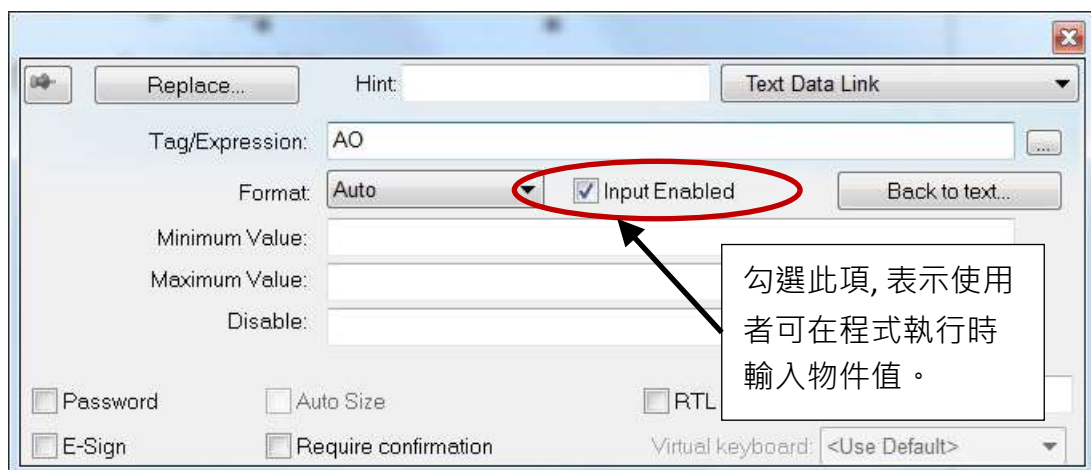 Replace...
Hint:
Text Data Link
Tag/Expression:
AO
...
Format:
Auto
Input Enabled
Back to text...
Minimum Value:
Maximum Value:
Disable:
勾選此項, 表示使用
者可在程式執行時
輸入物件值。
Password
Auto Size
RTL
E-Sign
Require confirmation
Virtual keyboard:
<Use Default>